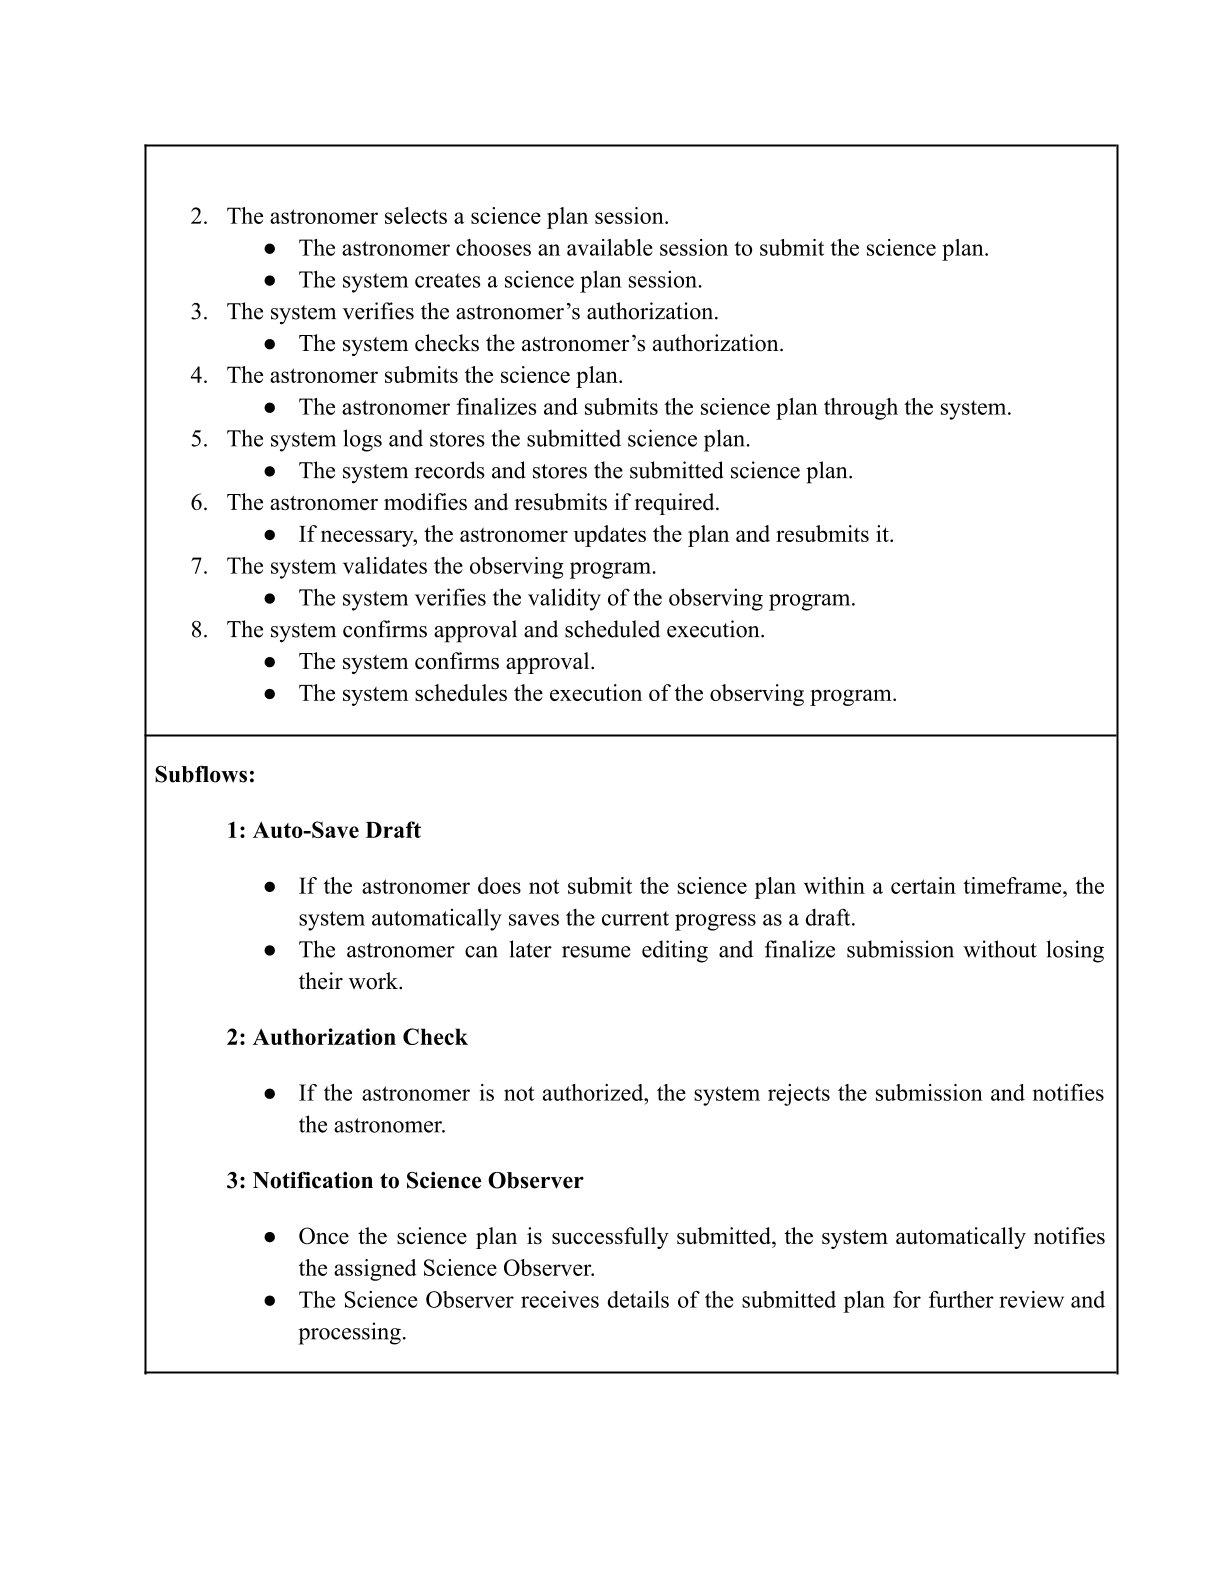 2. The astronomer selects a science plan session.
● The astronomer chooses an available session to submit the science plan.
● The system creates a science plan session.
3. The system verifies the astronomer’s authorization.
● The system checks the astronomer’s authorization.
4. The astronomer submits the science plan.
● The astronomer finalizes and submits the science plan through the system.
5. The system logs and stores the submitted science plan.
● The system records and stores the submitted science plan.
6. The astronomer modifies and resubmits if required.
● If necessary, the astronomer updates the plan and resubmits it.
7. The system validates the observing program.
● The system verifies the validity of the observing program.
8. The system confirms approval and scheduled execution.
● The system confirms approval.
● The system schedules the execution of the observing program.
Subflows:
1: Auto-Save Draft
● If the astronomer does not submit the science plan within a certain timeframe, the
system automatically saves the current progress as a draft.
● The astronomer can later resume editing and finalize submission without losing
their work.
2: Authorization Check
● If the astronomer is not authorized, the system rejects the submission and notifies
the astronomer.
3: Notification to Science Observer
● Once the science plan is successfully submitted, the system automatically notifies
the assigned Science Observer.
● The Science Observer receives details of the submitted plan for further review and
processing.